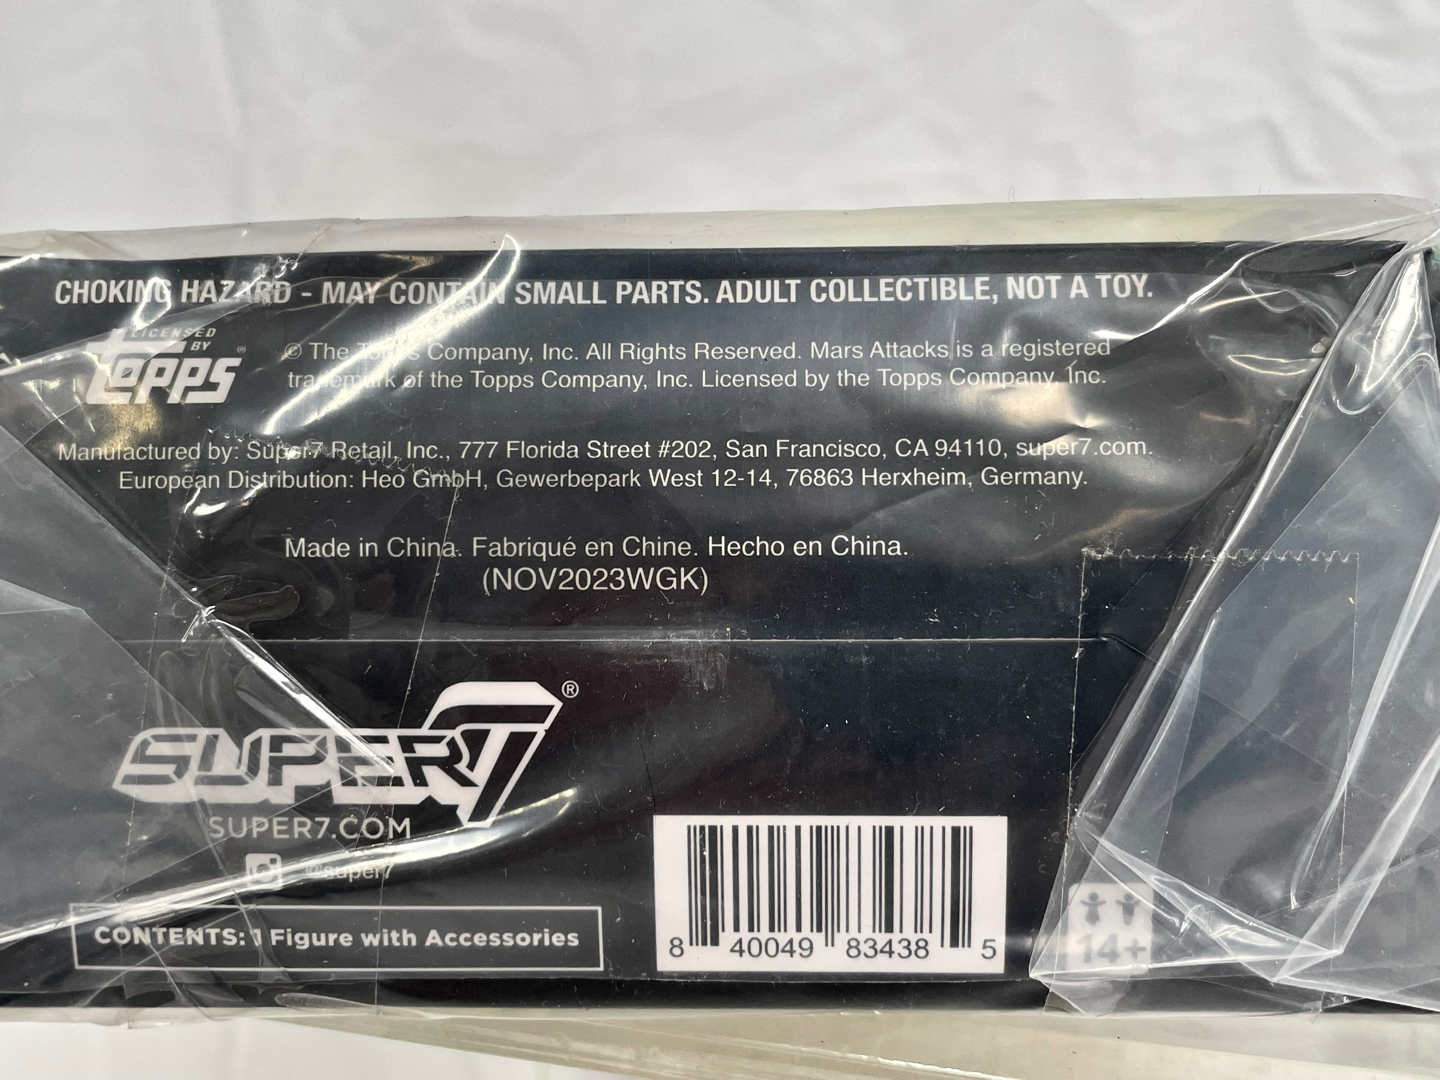 CHOKING HAZARD - MAY CONTAIN SMALL PARTS. ADULT COLLECTIBLE, NOT A TOY.
LICENSED
BY
TOPPS ®
© The Topps Company, Inc. All Rights Reserved. Mars Attacks is a registered
trademark of the Topps Company, Inc. Licensed by the Topps Company, Inc.
Manufactured by: Super7 Retail, Inc., 777 Florida Street #202, San Francisco, CA 94110, super7.com.
European Distribution: Heo GmbH, Gewerbepark West 12-14, 76863 Herxheim, Germany.
Made in China. Fabriqué en Chine. Hecho en China.
(NOV2023WGK)
SUPER7®
SUPER7.COM
@super7
CONTENTS: 1 Figure with Accessories
8 40049 83438 5
14+